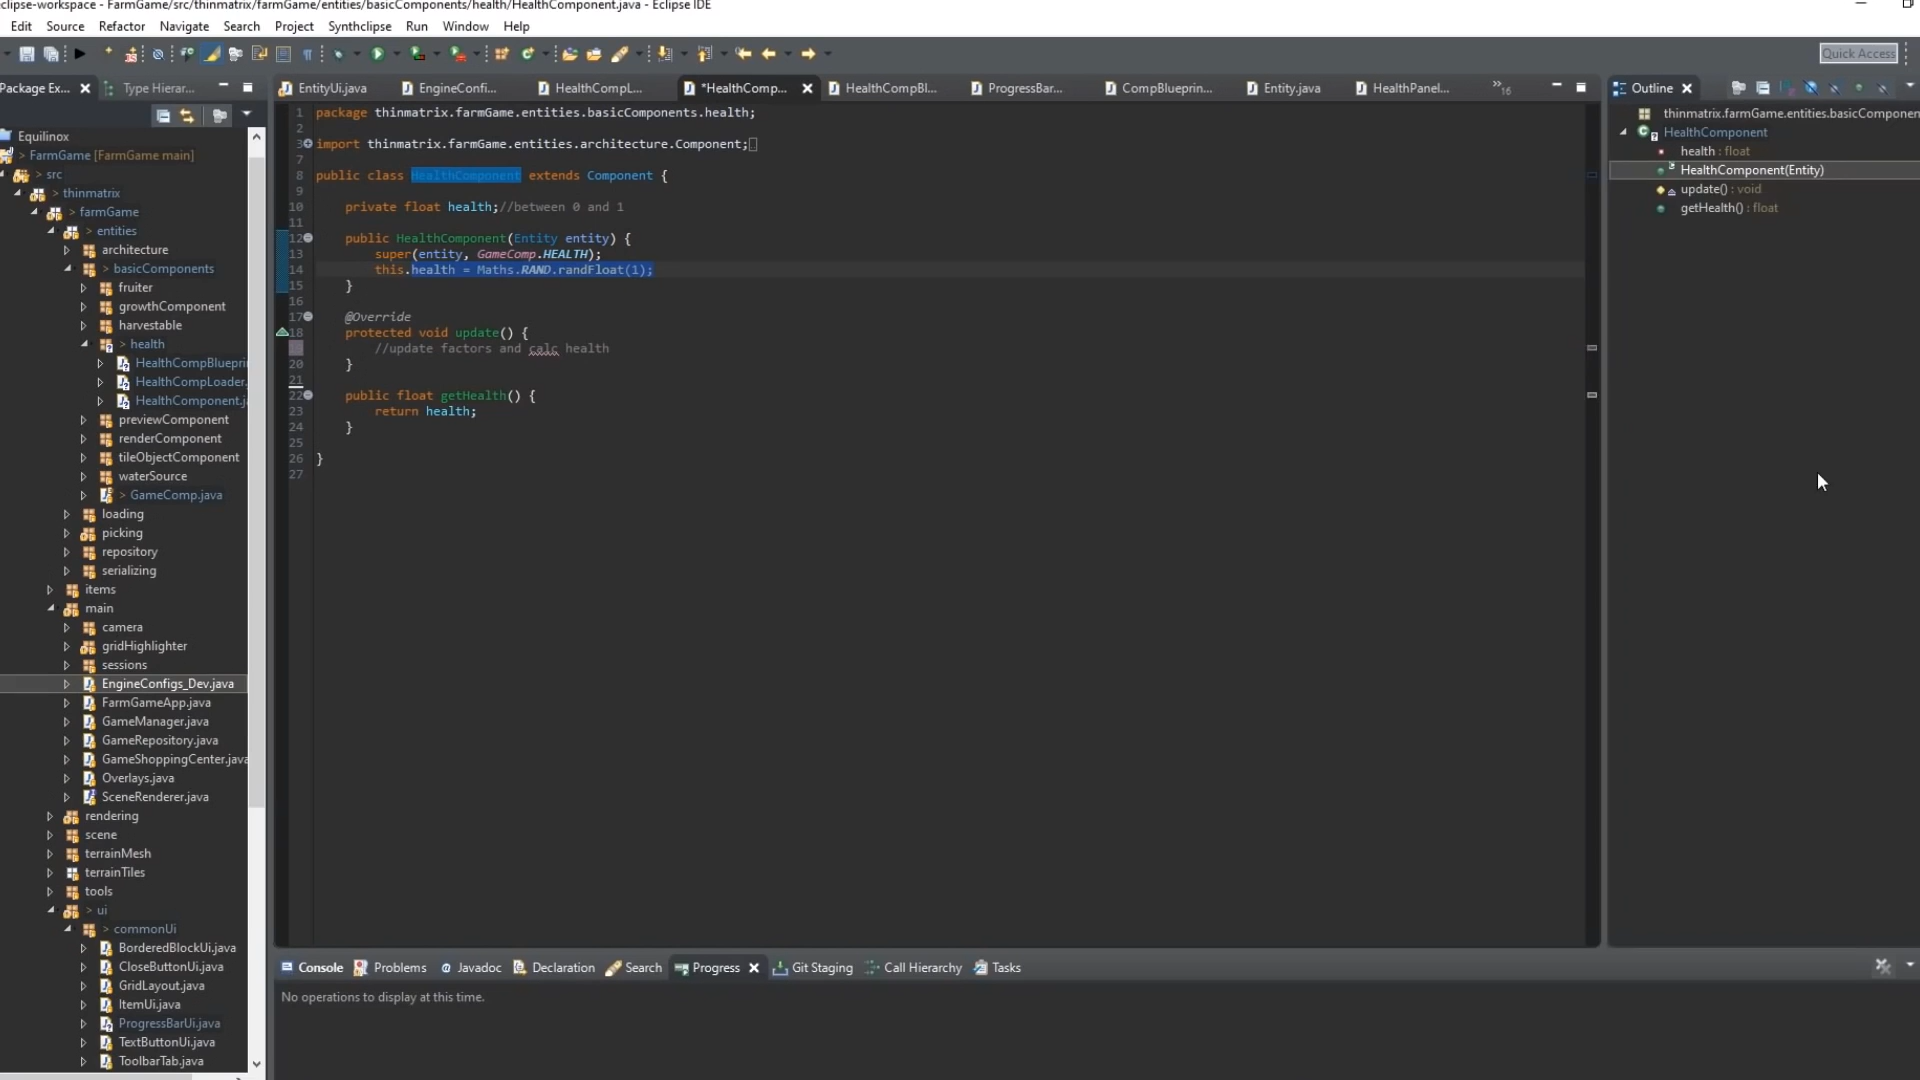 eclipse-workspace - FarmGame/src/thinmatrix/farmGame/entities/basicComponents/health/HealthComponent.java - Eclipse IDE
Edit Source Refactor Navigate Search Project Synthclipse Run Window Help
Quick Access
Package Ex... Type Hierar...
EntityUi.java EngineConfi... HealthCompL... *HealthComp... HealthCompBl... ProgressBar... CompBlueprin... Entity.java HealthPanel... »16
Outline
Equilinox
> FarmGame [FarmGame main]
> src
> thinmatrix
> farmGame
> entities
architecture
> basicComponents
fruiter
growthComponent
harvestable
> health
HealthCompBlueprin
HealthCompLoader.
HealthComponent.ja
previewComponent
renderComponent
tileObjectComponent
waterSource
> GameComp.java
loading
picking
repository
serializing
items
main
camera
gridHighlighter
sessions
EngineConfigs_Dev.java
FarmGameApp.java
GameManager.java
GameRepository.java
GameShoppingCenter.java
Overlays.java
SceneRenderer.java
rendering
scene
terrainMesh
terrainTiles
tools
> ui
> commonUi
BorderedBlockUi.java
CloseButtonUi.java
GridLayout.java
ItemUi.java
ProgressBarUi.java
TextButtonUi.java
ToolbarTab.java
1 package thinmatrix.farmGame.entities.basicComponents.health;
2
3 import thinmatrix.farmGame.entities.architecture.Component;
7
8 public class HealthComponent extends Component {
9
10 private float health;//between 0 and 1
11
12 public HealthComponent(Entity entity) {
13 super(entity, GameComp.HEALTH);
14 this.health = Maths.RAND.randFloat(1);
15 }
16
17 @Override
18 protected void update() {
19 //update factors and calc health
20 }
21
22 public float getHealth() {
23 return health;
24 }
25
26 }
27
thinmatrix.farmGame.entities.basicComponen
HealthComponent
health : float
HealthComponent(Entity)
update() : void
getHealth() : float
Console Problems Javadoc Declaration Search Progress Git Staging Call Hierarchy Tasks
No operations to display at this time.